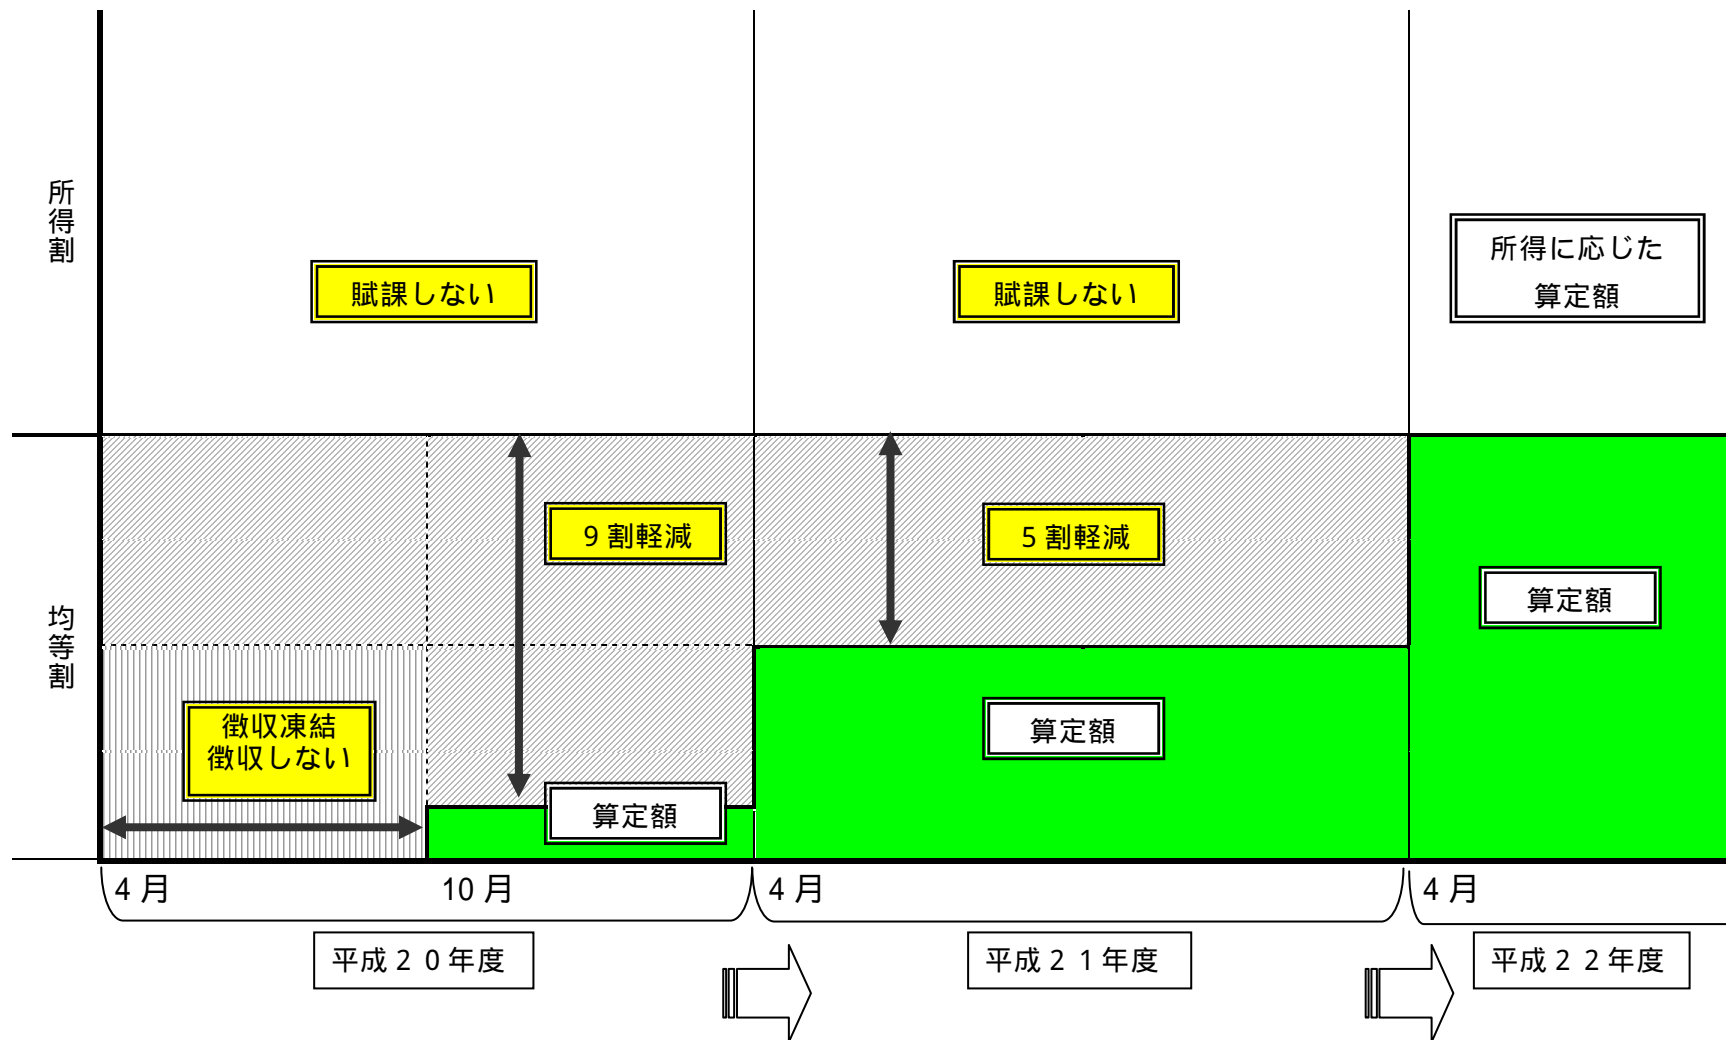 所得割
賦課しない
賦課しない
所得に応じた
算定額
均等割
9割軽減
5割軽減
算定額
徴収凍結
徴収しない
算定額
算定額
4月
10月
4月
4月
平成２０年度
平成２１年度
平成２２年度